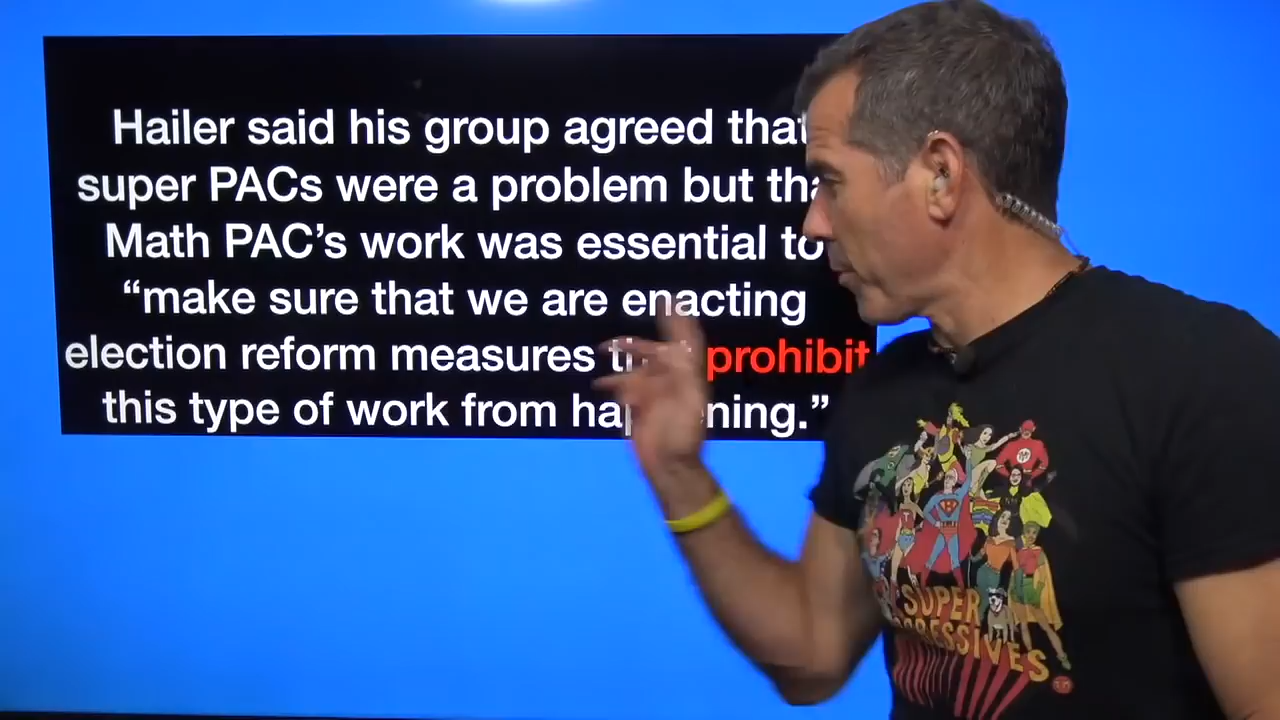 Hailer said his group agreed that
super PACs were a problem but
Math PAC’s work was essential to
“make sure that we are enacting
election reform measures prohibit
this type of work from
SUPER